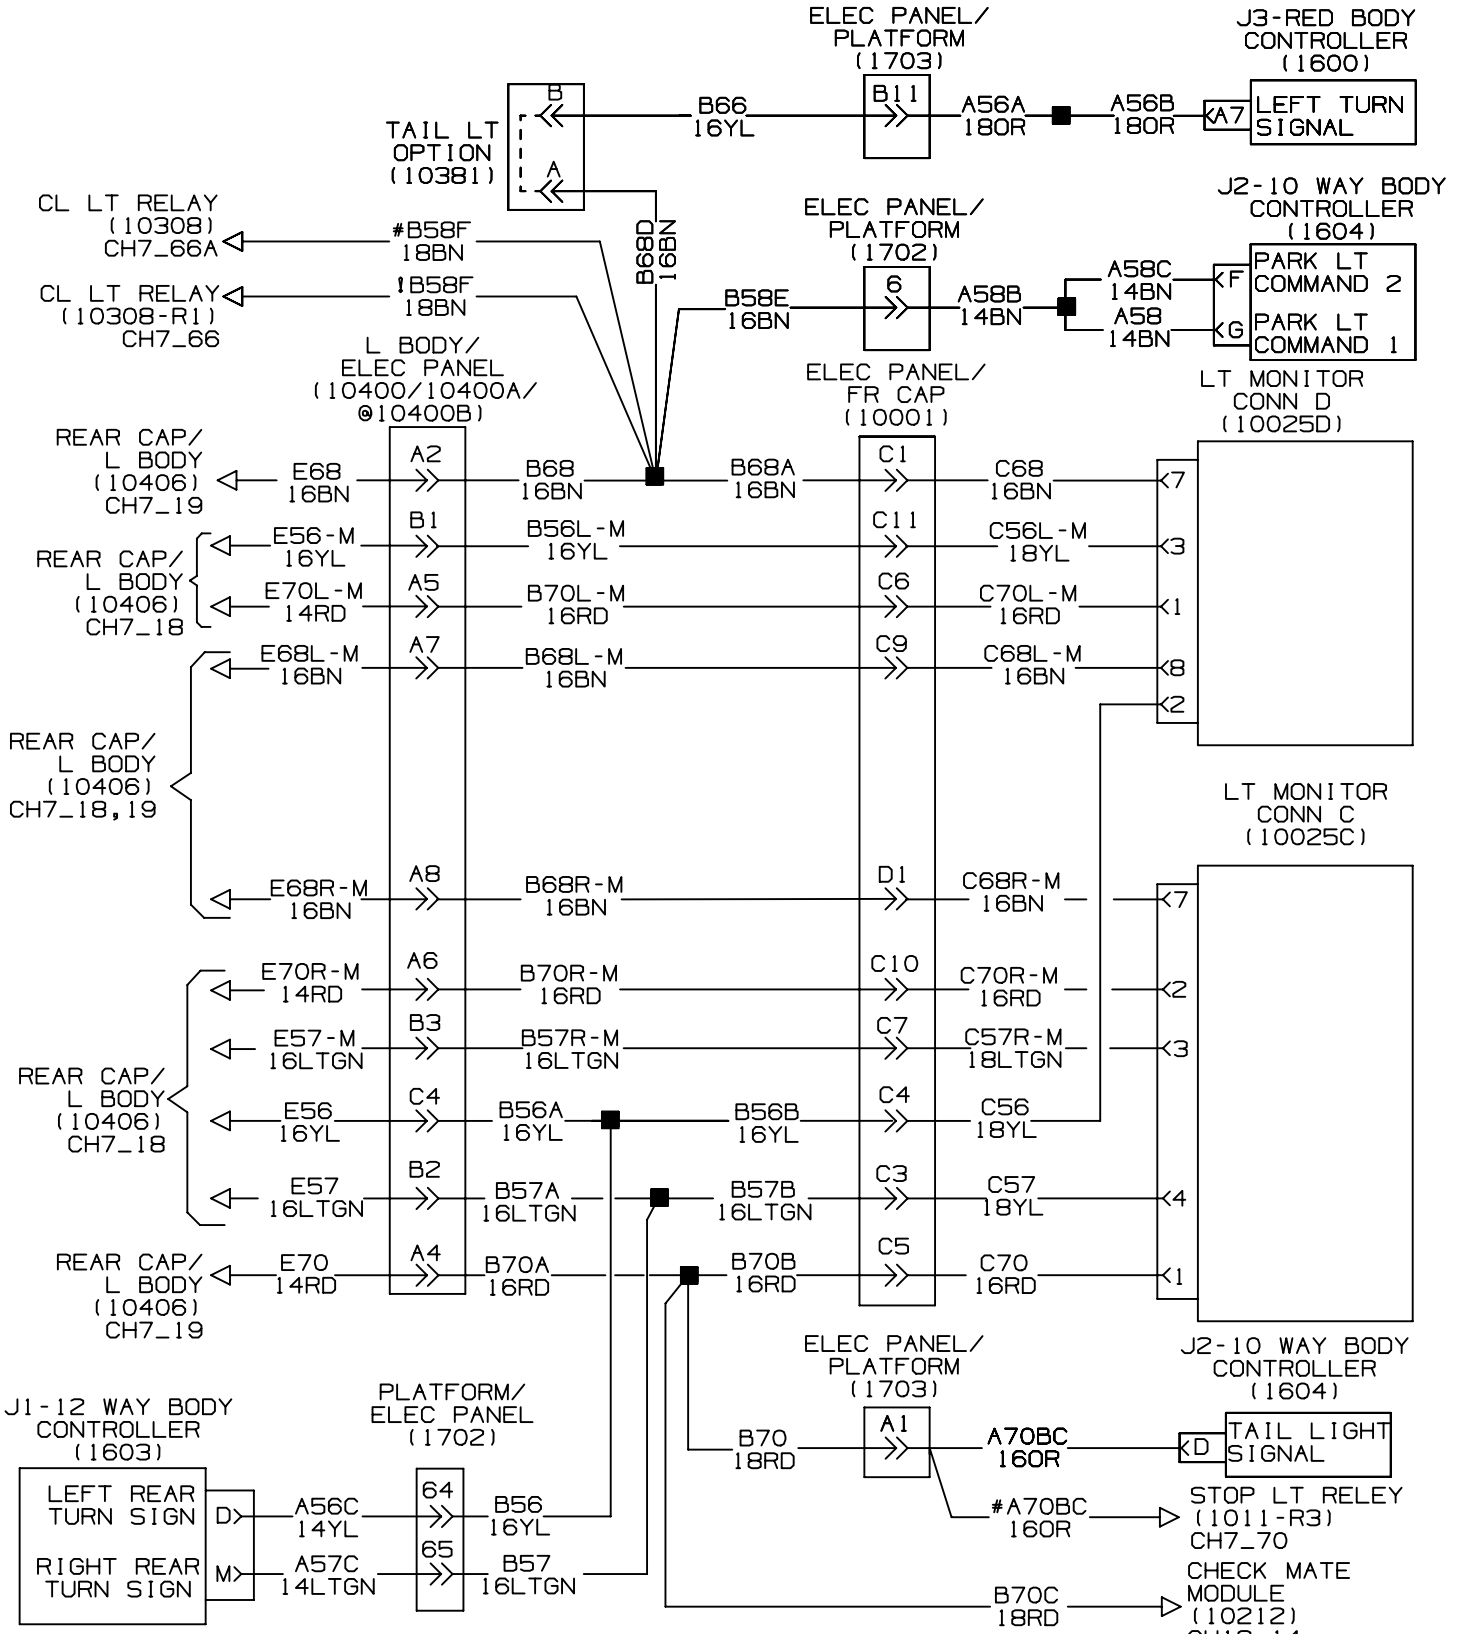 ELEC PANEL/
PLATFORM
(1703)
J3-RED BODY
CONTROLLER
(1600)
B
B66
16YL
B11
A56A
18OR
A56B
18OR
A7
LEFT TURN
SIGNAL
TAIL LT
OPTION
(10381)
A
CL LT RELAY
(10308)
CH7_66A
#B58F
18BN
B68D
16BN
ELEC PANEL/
PLATFORM
(1702)
J2-10 WAY BODY
CONTROLLER
(1604)
CL LT RELAY
(10308-R1)
CH7_66
!B58F
18BN
B58E
16BN
6
A58B
14BN
A58C
14BN
A58
14BN
F
PARK LT
COMMAND 2
G
PARK LT
COMMAND 1
L BODY/
ELEC PANEL
(10400/10400A/
@10400B)
ELEC PANEL/
FR CAP
(10001)
LT MONITOR
CONN D
(10025D)
REAR CAP/
L BODY
(10406)
CH7_19
E68
16BN
A2
B68
16BN
B68A
16BN
C1
C68
16BN
7
REAR CAP/
L BODY
(10406)
CH7_18
E56-M
16YL
B1
B56L-M
16YL
C11
C56L-M
18YL
3
E70L-M
14RD
A5
B70L-M
16RD
C6
C70L-M
16RD
1
E68L-M
16BN
A7
B68L-M
16BN
C9
C68L-M
16BN
8
2
REAR CAP/
L BODY
(10406)
CH7_18,19
LT MONITOR
CONN C
(10025C)
E68R-M
16BN
A8
B68R-M
16BN
D1
C68R-M
16BN
7
E70R-M
14RD
A6
B70R-M
16RD
C10
C70R-M
16RD
2
REAR CAP/
L BODY
(10406)
CH7_18
E57-M
16LTGN
B3
B57R-M
16LTGN
C7
C57R-M
18LTGN
3
E56
16YL
C4
B56A
16YL
B56B
16YL
C4
C56
18YL
E57
16LTGN
B2
B57A
16LTGN
B57B
16LTGN
C3
C57
18YL
4
REAR CAP/
L BODY
(10406)
CH7_19
E70
14RD
A4
B70A
16RD
B70B
16RD
C5
C70
16RD
1
ELEC PANEL/
PLATFORM
(1703)
J2-10 WAY BODY
CONTROLLER
(1604)
B70
18RD
A1
A70BC
16OR
D
TAIL LIGHT
SIGNAL
J1-12 WAY BODY
CONTROLLER
(1603)
PLATFORM/
ELEC PANEL
(1702)
LEFT REAR
TURN SIGN
D
A56C
14YL
64
B56
16YL
#A70BC
16OR
STOP LT RELEY
(1011-R3)
CH7_70
RIGHT REAR
TURN SIGN
M
A57C
14LTGN
65
B57
16LTGN
B70C
18RD
CHECK MATE
MODULE
(10212)